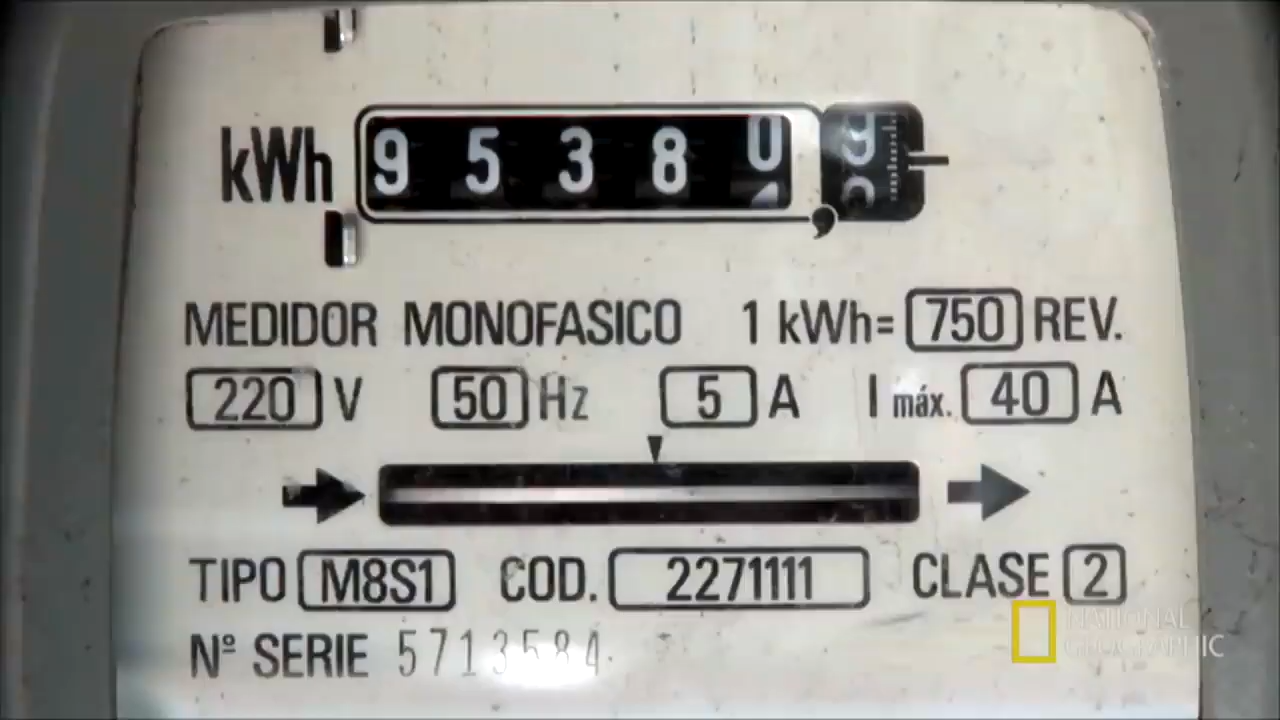 kWh 9 5 3 8 0 , 9
MEDIDOR MONOFASICO 1 kWh= 750 REV.
220 V 50 Hz 5 A I máx. 40 A
TIPO M8S1 COD. 2271111 CLASE 2
Nº SERIE 5713584
NATIONAL
GEOGRAPHIC